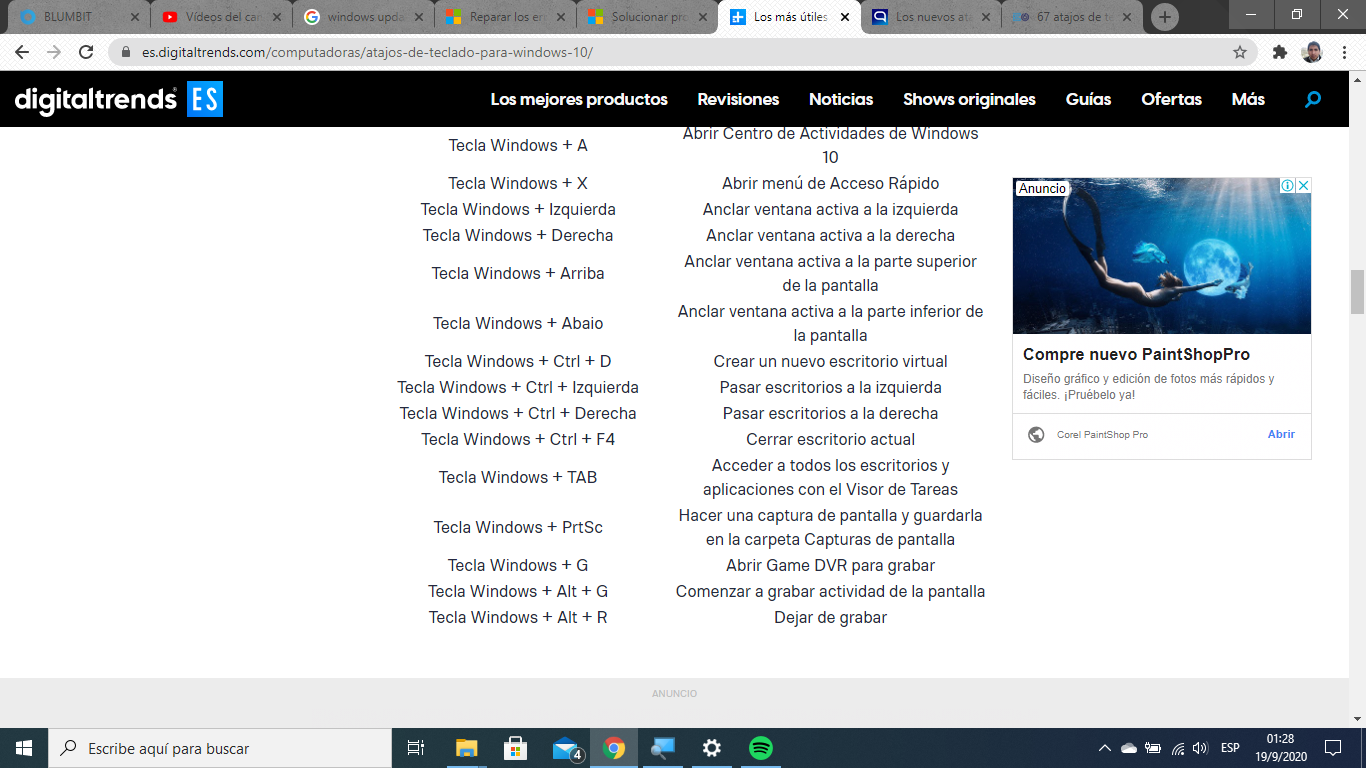 BLUMBIT
Vídeos del car
windows upda
Reparar los err
Solucionar pro
Los más útiles
Los nuevos ata
67 atajos de te
es.digitaltrends.com/computadoras/atajos-de-teclado-para-windows-10/
digitaltrends ES
Los mejores productos Revisiones Noticias Shows originales Guías Ofertas Más
Tecla Windows + A
Abrir Centro de Actividades de Windows
10
Tecla Windows + X
Abrir menú de Acceso Rápido
Tecla Windows + Izquierda
Anclar ventana activa a la izquierda
Tecla Windows + Derecha
Anclar ventana activa a la derecha
Tecla Windows + Arriba
Anclar ventana activa a la parte superior
de la pantalla
Tecla Windows + Abaio
Anclar ventana activa a la parte inferior de
la pantalla
Tecla Windows + Ctrl + D
Crear un nuevo escritorio virtual
Tecla Windows + Ctrl + Izquierda
Pasar escritorios a la izquierda
Tecla Windows + Ctrl + Derecha
Pasar escritorios a la derecha
Tecla Windows + Ctrl + F4
Cerrar escritorio actual
Tecla Windows + TAB
Acceder a todos los escritorios y
aplicaciones con el Visor de Tareas
Tecla Windows + PrtSc
Hacer una captura de pantalla y guardarla
en la carpeta Capturas de pantalla
Tecla Windows + G
Abrir Game DVR para grabar
Tecla Windows + Alt + G
Comenzar a grabar actividad de la pantalla
Tecla Windows + Alt + R
Dejar de grabar
Anuncio
Compre nuevo PaintShopPro
Diseño gráfico y edición de fotos más rápidos y
fáciles. ¡Pruébelo ya!
Corel PaintShop Pro
Abrir
ANUNCIO
Escribe aquí para buscar
4
ESP
01:28
19/9/2020